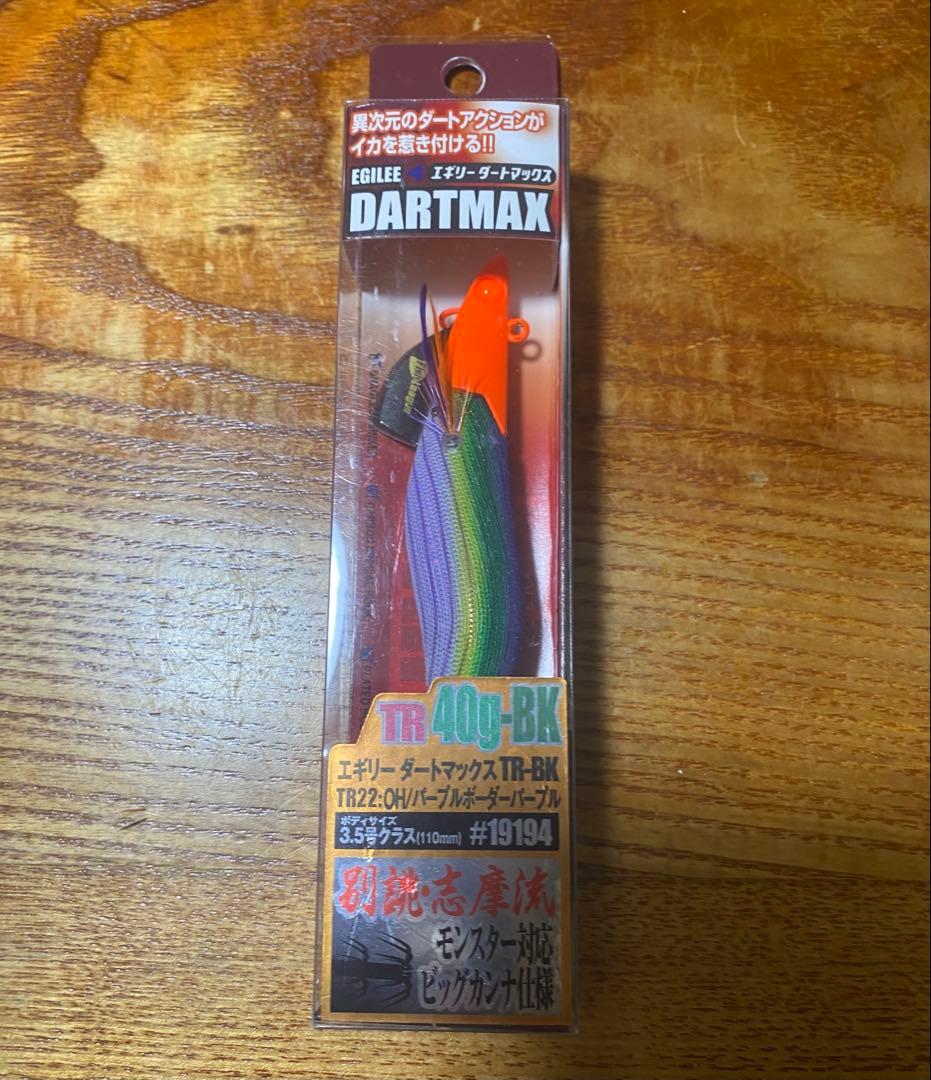 異次元のダートアクションが
イカを惹き付ける!!
EGILEE エギリー ダートマックス
DARTMAX
TR 40g-BK
エギリー ダートマックス TR-BK
TR22:OH/パープルボーダーパープル
ボディサイズ
3.5号クラス(110mm) #19194
別誂・志摩流
モンスター対応
ビッグカンナ仕様